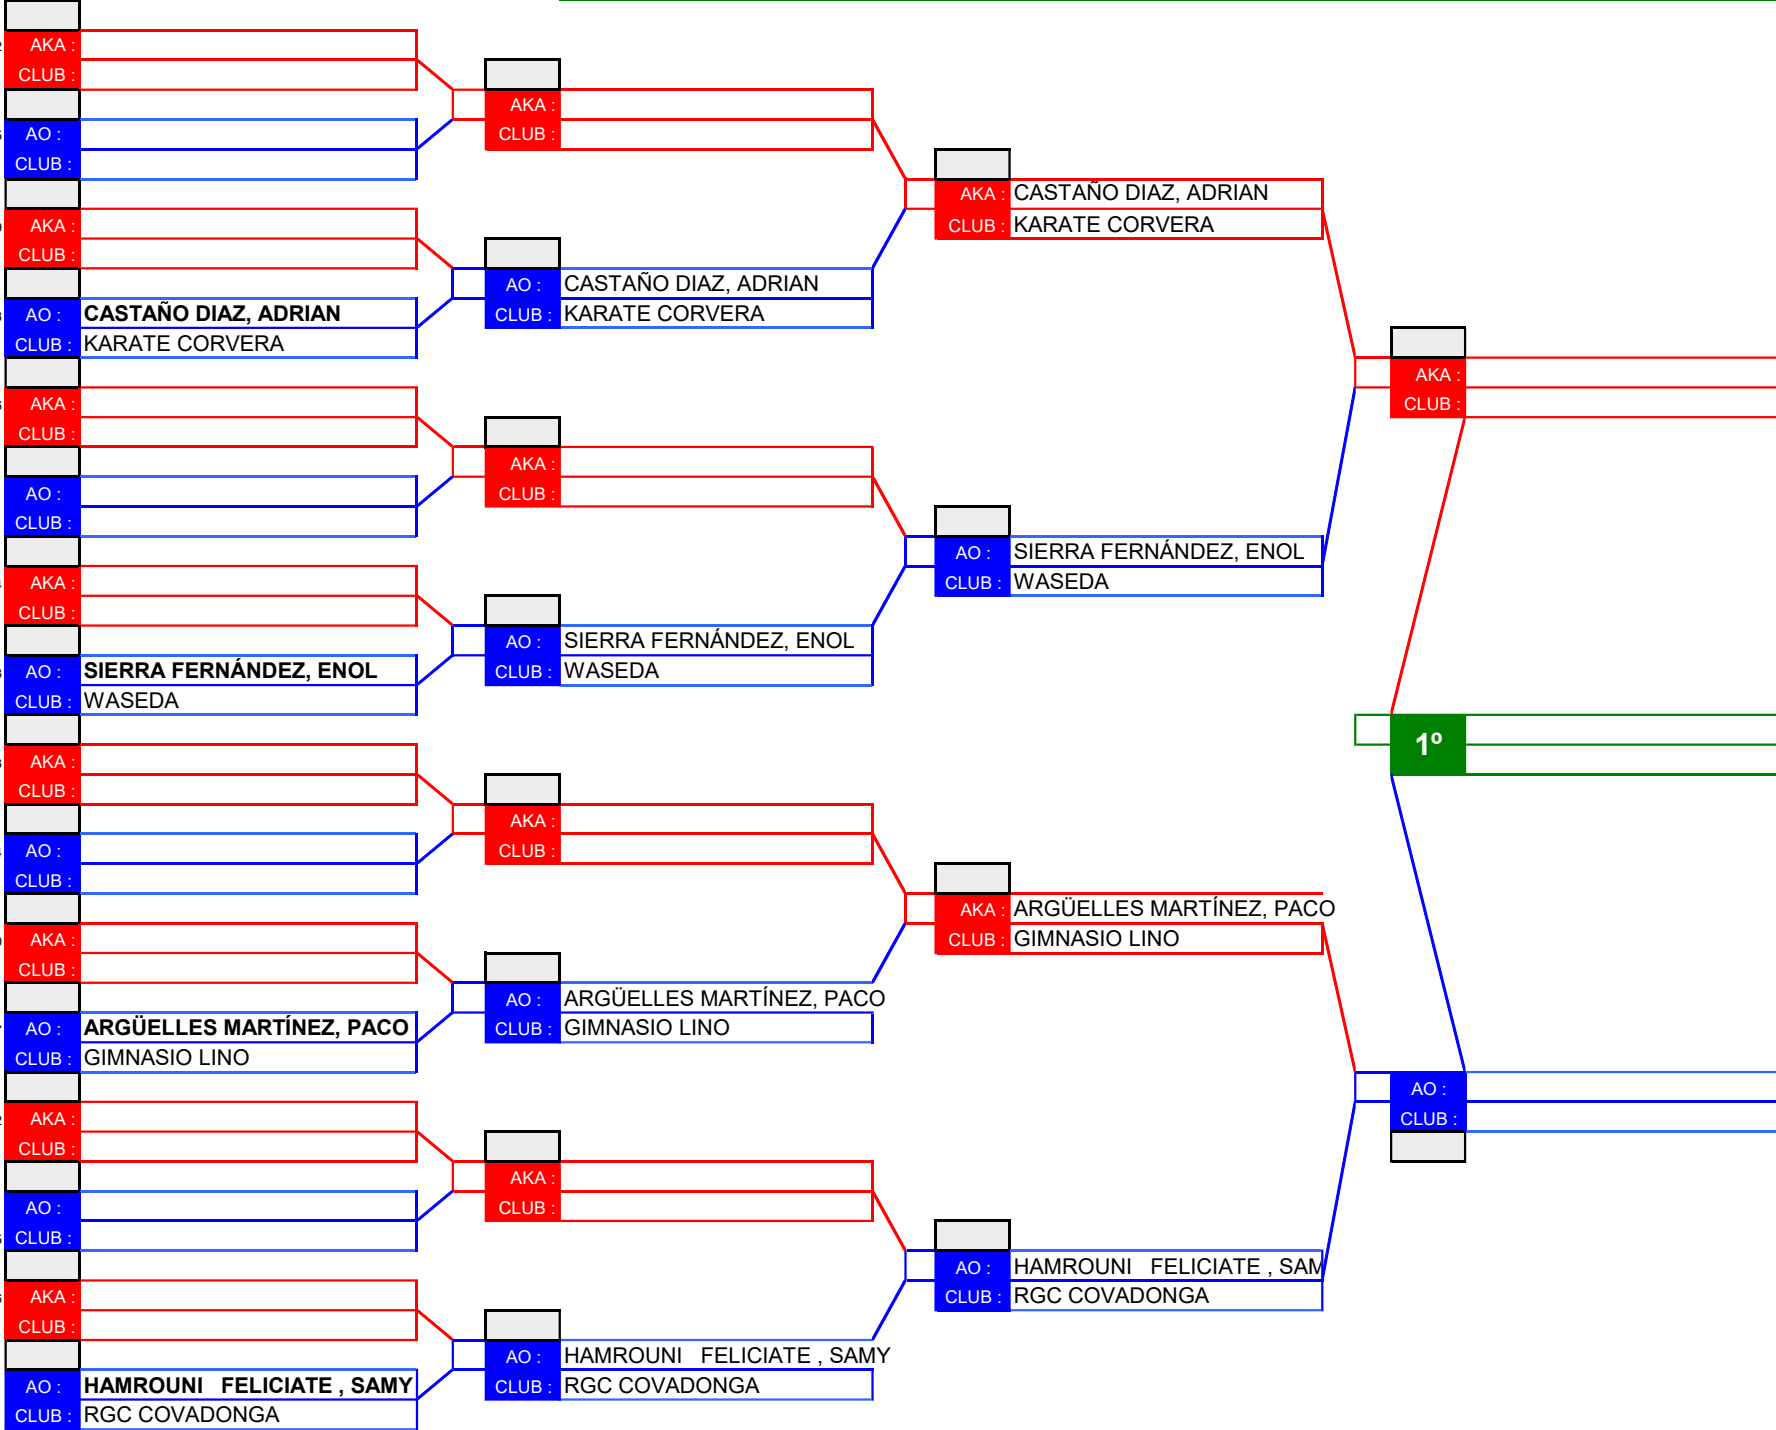 AKA :
CLUB :
AO :
CLUB :
AKA :
CLUB :
AO : CASTAÑO DIAZ, ADRIAN
CLUB : KARATE CORVERA
AKA :
CLUB :
AO :
CLUB :
AKA :
CLUB :
AO : SIERRA FERNÁNDEZ, ENOL
CLUB : WASEDA
AKA :
CLUB :
AO :
CLUB :
AKA :
CLUB :
AO : ARGÜELLES MARTÍNEZ, PACO
CLUB : GIMNASIO LINO
AKA :
CLUB :
AO :
CLUB :
AKA :
CLUB :
AO : HAMROUNI FELICIATE , SAMY
CLUB : RGC COVADONGA
AKA :
CLUB :
AO : CASTAÑO DIAZ, ADRIAN
CLUB : KARATE CORVERA
AKA :
CLUB :
AO : SIERRA FERNÁNDEZ, ENOL
CLUB : WASEDA
AKA :
CLUB :
AO : ARGÜELLES MARTÍNEZ, PACO
CLUB : GIMNASIO LINO
AKA :
CLUB :
AO : HAMROUNI FELICIATE , SAMY
CLUB : RGC COVADONGA
AKA : CASTAÑO DIAZ, ADRIAN
CLUB : KARATE CORVERA
AO : SIERRA FERNÁNDEZ, ENOL
CLUB : WASEDA
AKA : ARGÜELLES MARTÍNEZ, PACO
CLUB : GIMNASIO LINO
AO : HAMROUNI FELICIATE , SAM
CLUB : RGC COVADONGA
AKA :
CLUB :
1º
AO :
CLUB :